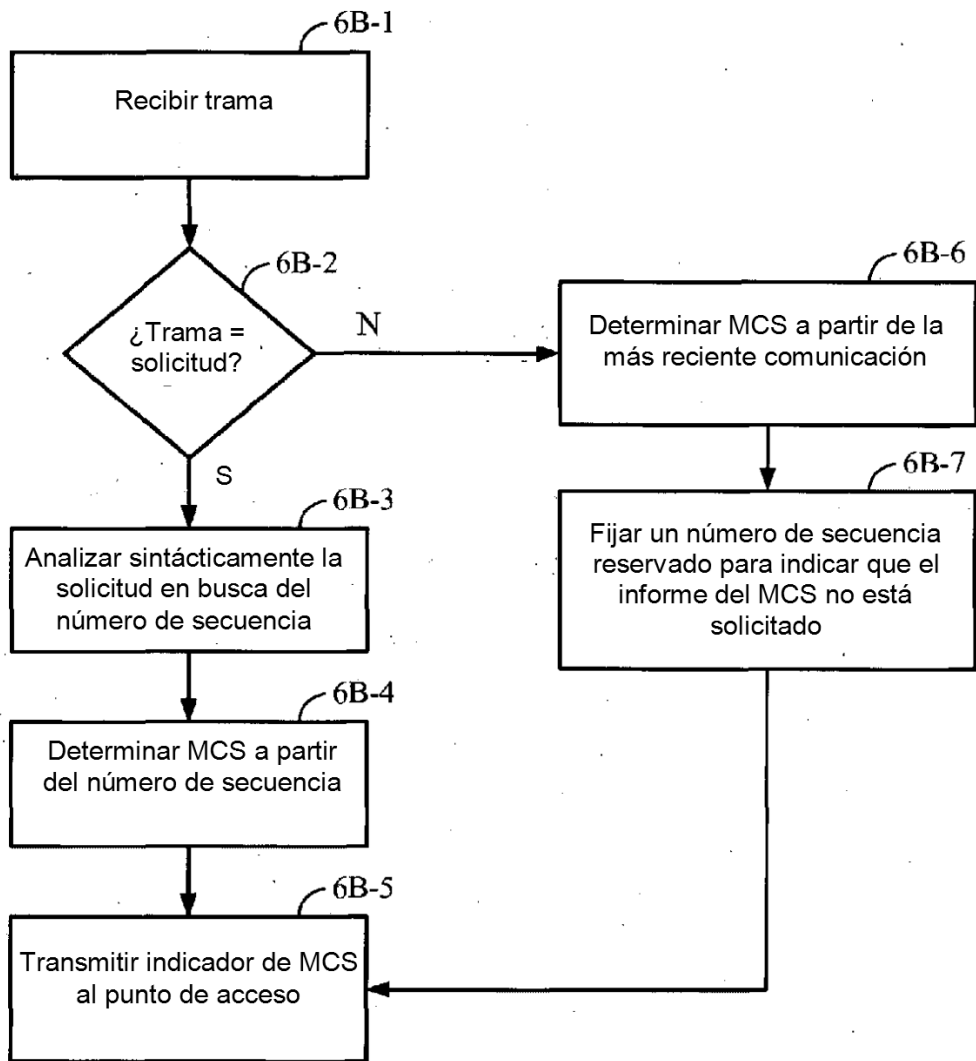 6B-1
Recibir trama
6B-2
¿Trama =
solicitud?
N
S
6B-3
Analizar sintácticamente la
solicitud en busca del
número de secuencia
6B-4
Determinar MCS a partir
del número de secuencia
6B-5
Transmitir indicador de MCS
al punto de acceso
6B-6
Determinar MCS a partir de la
más reciente comunicación
6B-7
Fijar un número de secuencia
reservado para indicar que el
informe del MCS no está
solicitado